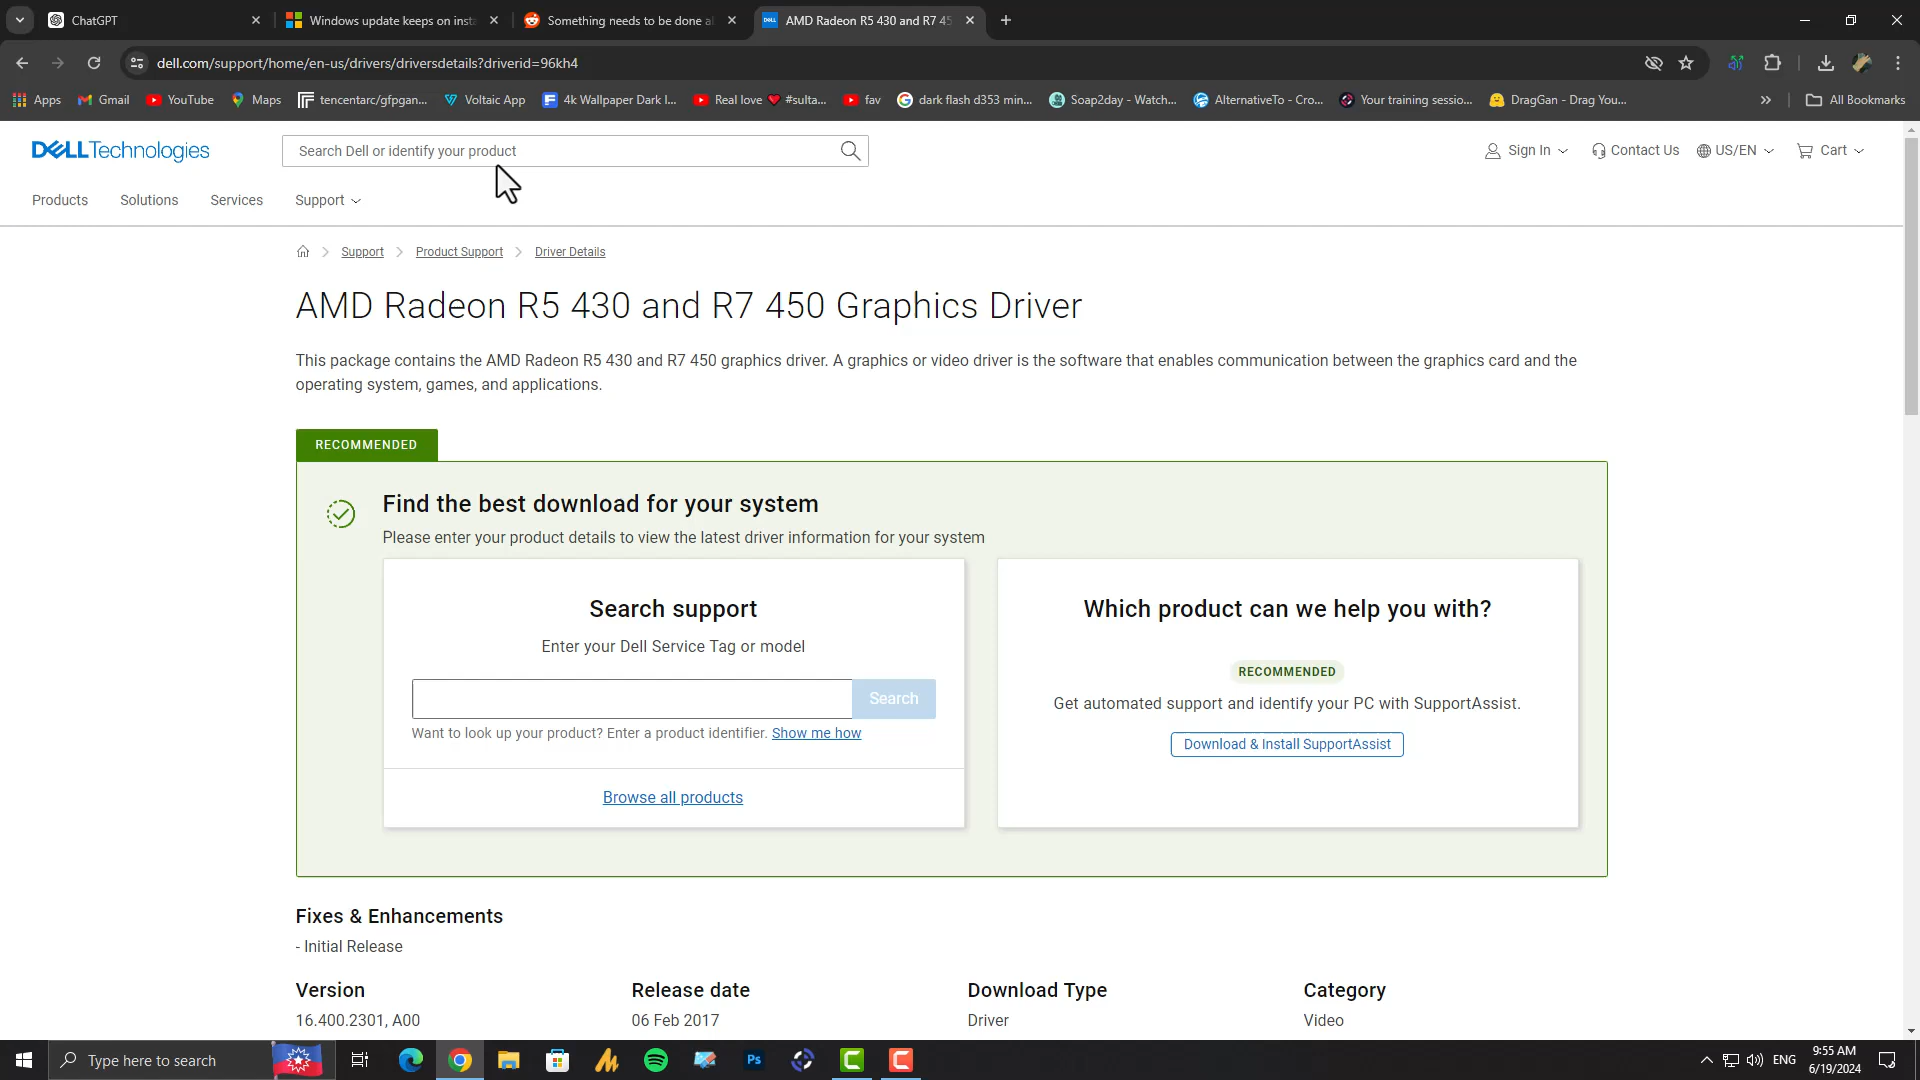 ChatGPT
Windows update keeps on insta
Something needs to be done a
AMD Radeon R5 430 and R7 45
dell.com/support/home/en-us/drivers/driversdetails?driverid=96kh4
Apps
Gmail
YouTube
Maps
tencentarc/gfpgan...
Voltaic App
4k Wallpaper Dark I...
Real love ❤ #sulta...
fav
dark flash d353 min...
Soap2day - Watch...
AlternativeTo - Cro...
Your training sessio...
DragGan - Drag You...
All Bookmarks
DELLTechnologies
Search Dell or identify your product
Sign In
Contact Us
US/EN
Cart
Products
Solutions
Services
Support
Support
Product Support
Driver Details
AMD Radeon R5 430 and R7 450 Graphics Driver
This package contains the AMD Radeon R5 430 and R7 450 graphics driver. A graphics or video driver is the software that enables communication between the graphics card and the
operating system, games, and applications.
RECOMMENDED
Find the best download for your system
Please enter your product details to view the latest driver information for your system
Search support
Enter your Dell Service Tag or model
Search
Want to look up your product? Enter a product identifier. Show me how
Browse all products
Which product can we help you with?
RECOMMENDED
Get automated support and identify your PC with SupportAssist.
Download & Install SupportAssist
Fixes & Enhancements
- Initial Release
Version
16.400.2301, A00
Release date
06 Feb 2017
Download Type
Driver
Category
Video
Type here to search
Ps
ENG
9:55 AM
6/19/2024